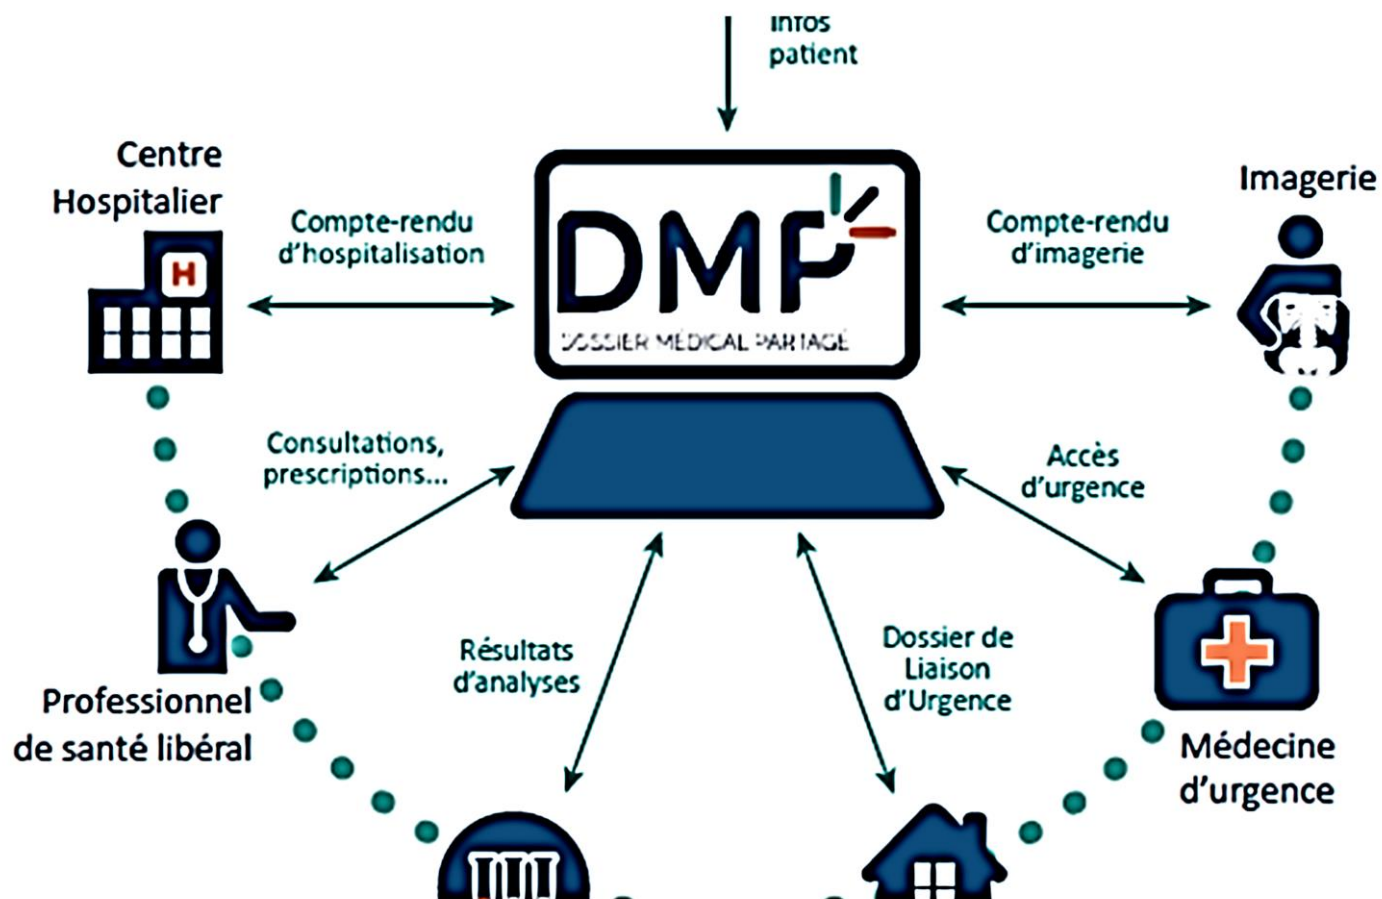 Infos
patient
Centre
Hospitalier
H
Compte-rendu
d'hospitalisation
DMP
DOSSIER MÉDICAL PARTAGÉ
Compte-rendu
d'imagerie
Imagerie
Consultations,
prescriptions...
Accès
d'urgence
Professionnel
de santé libéral
Résultats
d'analyses
Dossier de
Liaison
d'Urgence
Médecine
d'urgence